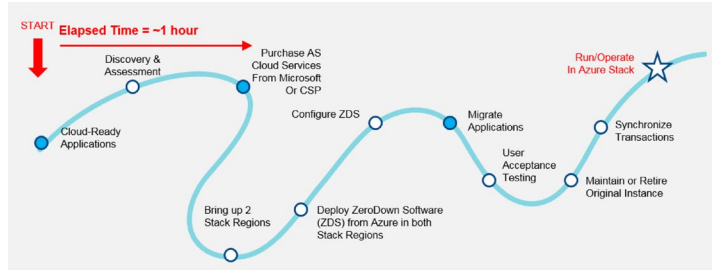 START
Elapsed Time = ~1 hour
Discovery &
Assessment
Purchase AS
Cloud Services
From Microsoft
Or CSP
Cloud-Ready
Applications
Bring up 2
Stack Regions
Deploy ZeroDown Software
(ZDS) from Azure in both
Stack Regions
Configure ZDS
Migrate
Applications
User
Acceptance
Testing
Maintain or Retire
Original Instance
Synchronize
Transactions
Run/Operate
In Azure Stack